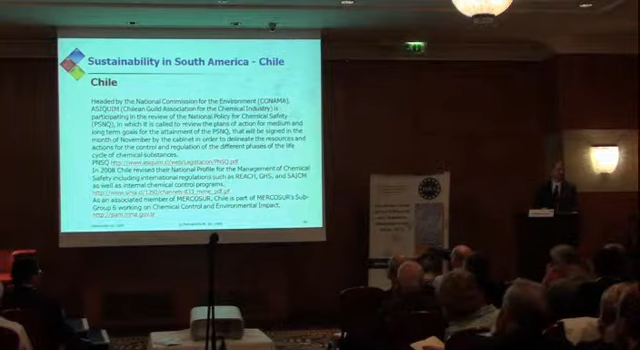 Sustainability in South America - Chile
Chile
Headed by the National Commission for the Environment (CONAMA),
ASIQUIM (Chilean Guild Association for the Chemical Industry) is
participating in the review of the National Policy for Chemical Safety
(PSNQ), in which it is called to review the plans of action for medium and
long term goals for the attainment of the PSNQ, that will be signed in the
month of November by the cabinet in order to delineate the resources and
actions for the control and regulation of the different phases of the life
cycle of chemical substances.
PNSQ
In 2008 Chile revised their National Profile for the Management of Chemical
Safety including international regulations such as REACH, GHS, and SAICM
as well as internal chemical control programs.
As an associated member of MERCOSUR, Chile is part of MERCOSUR's Sub-
Group 6 working on Chemical Control and Environmental Impact.